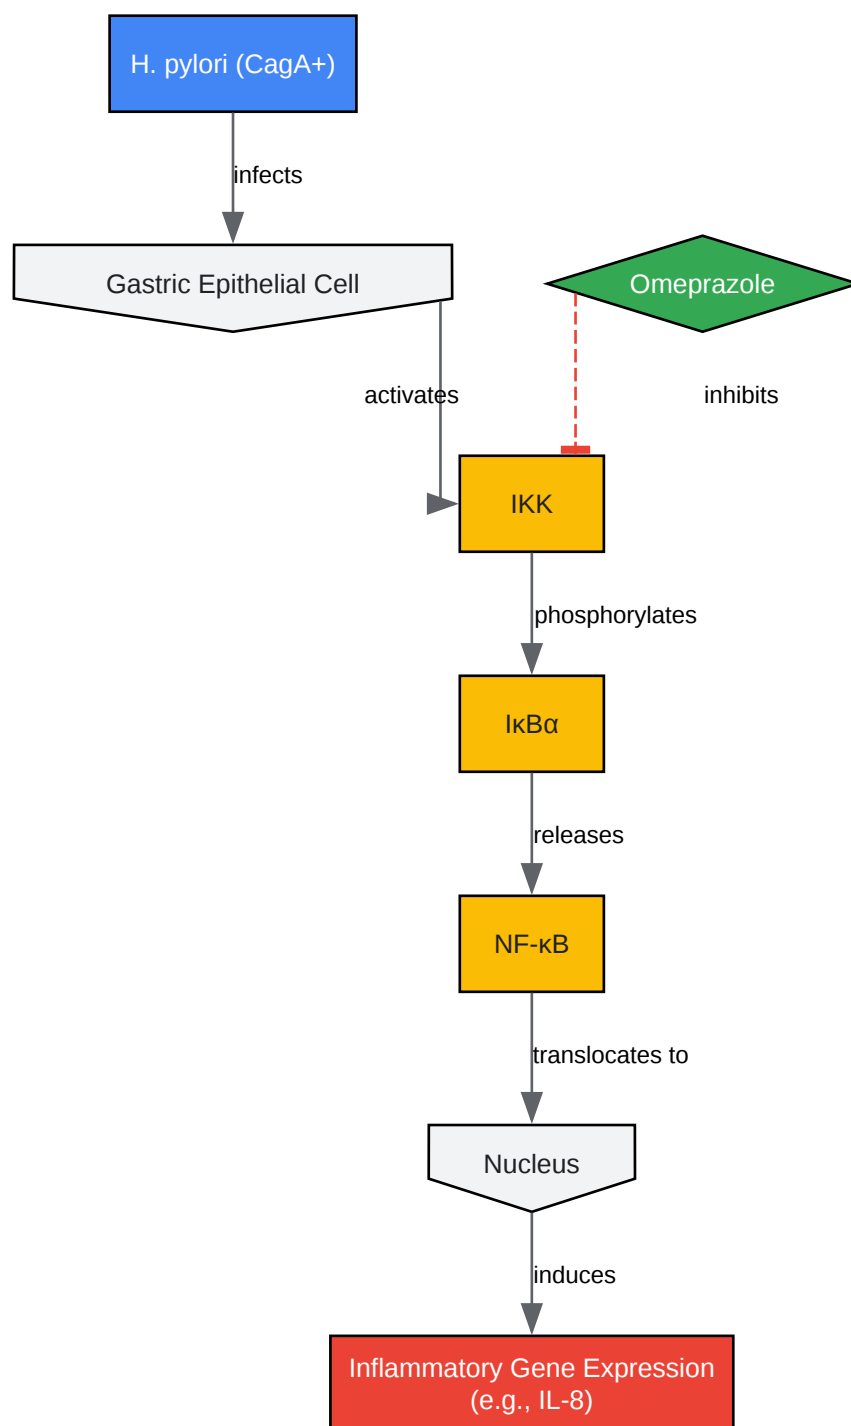 H. pylori (CagA+)
infects
Gastric Epithelial Cell
Omeprazole
activates
inhibits
IKK
phosphorylates
IκBα
releases
NF-κB
translocates to
Nucleus
induces
Inflammatory Gene Expression
(e.g., IL-8)